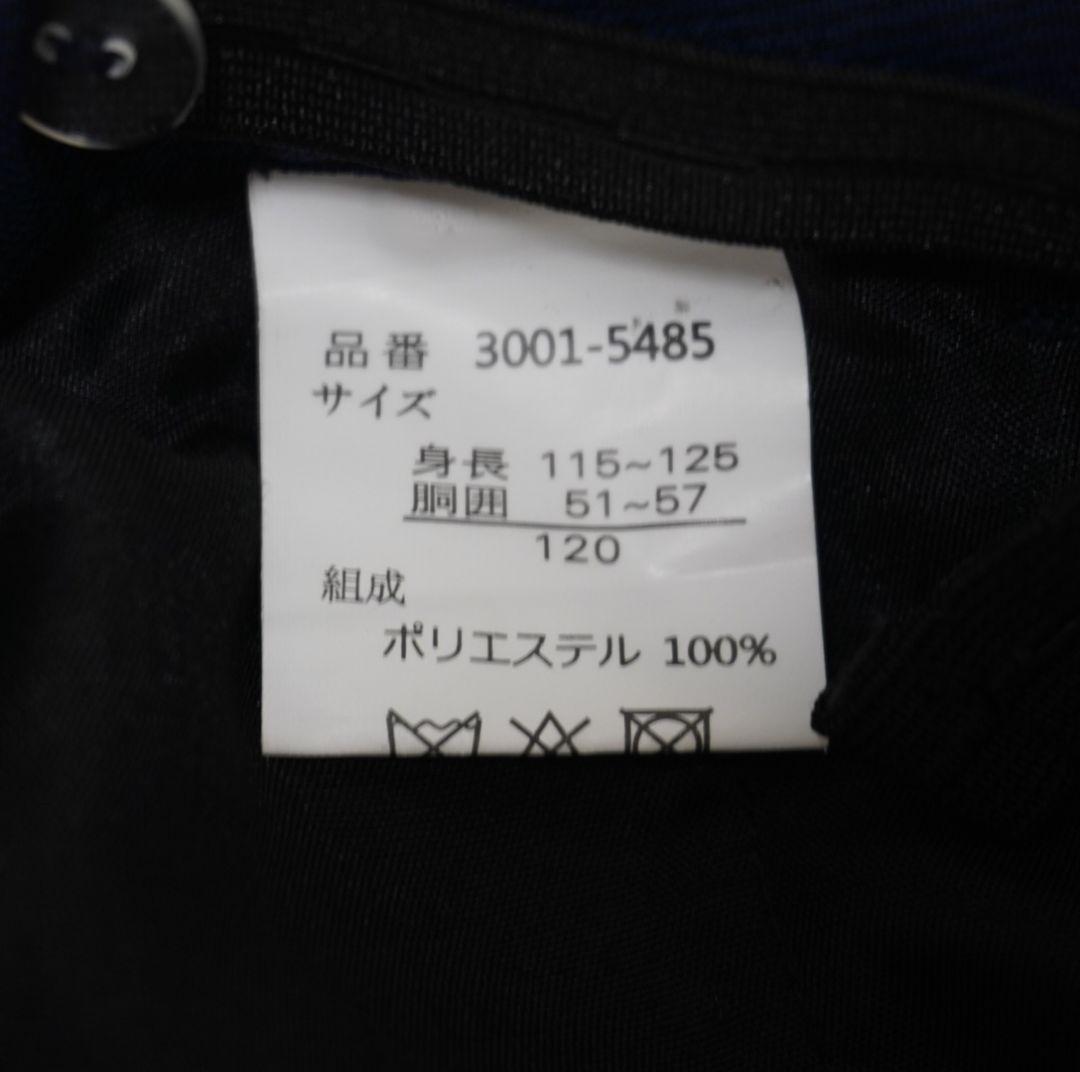 品番 3001-5485
サイズ
身長 115~125
胴囲 51~57
120
組成
ポリエステル 100%